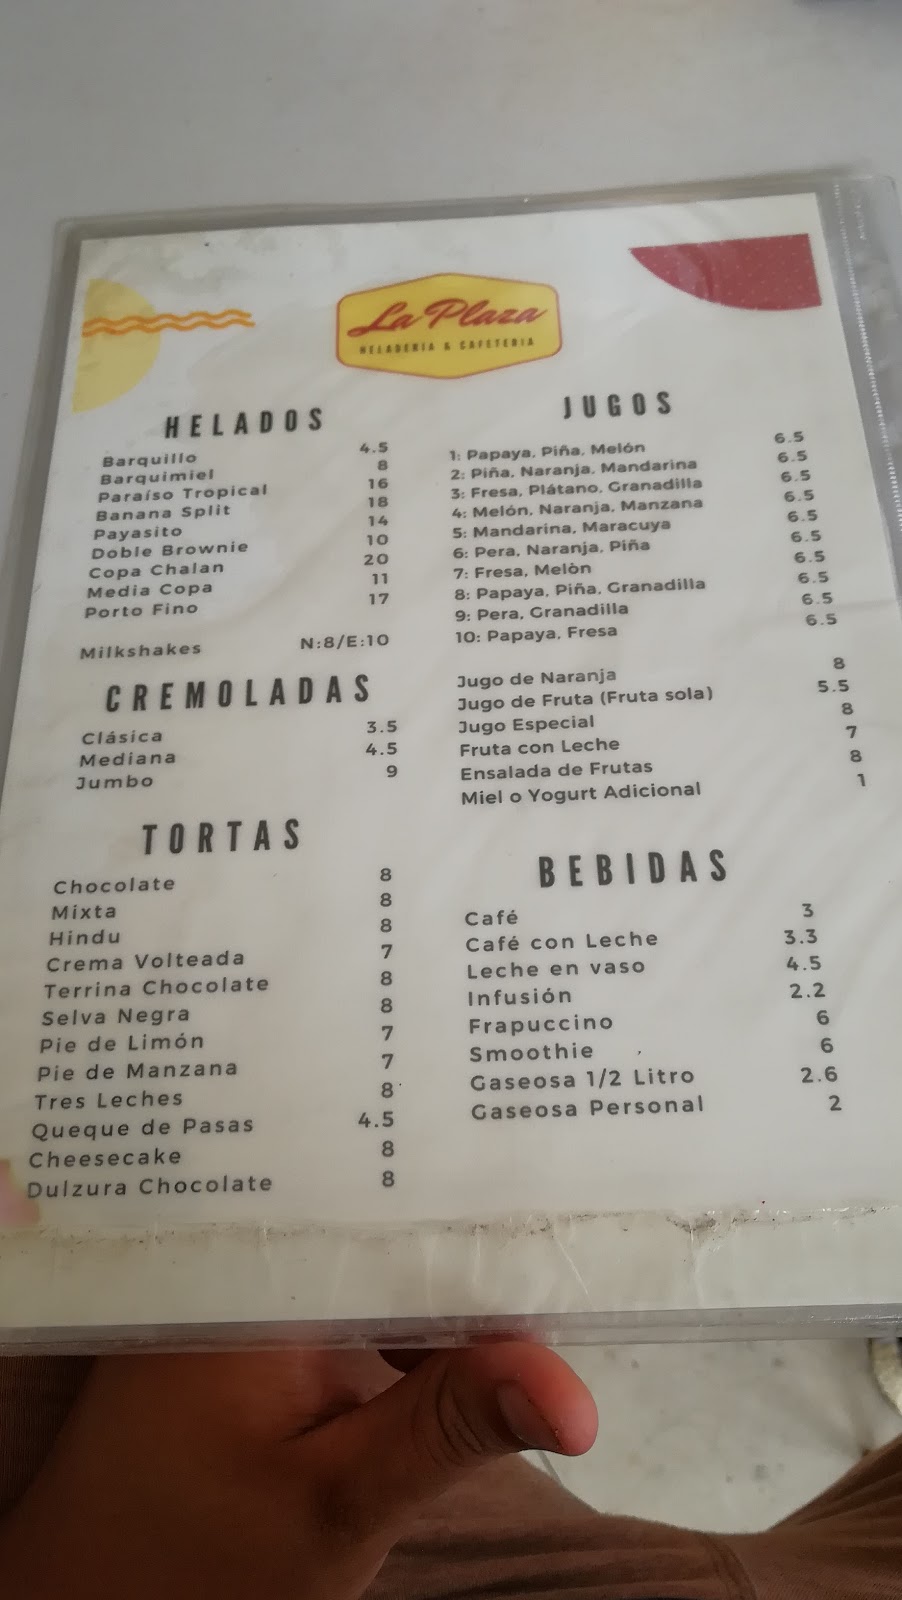 La Plaza
HELADERIA & CAFETERIA
HELADOS
Barquillo 4.5
Barquimiel 8
Paraíso Tropical 16
Banana Split 18
Payasito 14
Doble Brownie 10
Copa Chalan 20
Media Copa 11
Porto Fino 17
Milkshakes N:8/E:10
CREMOLADAS
Clásica 3.5
Mediana 4.5
Jumbo 9
TORTAS
Chocolate 8
Mixta 8
Hindu 8
Crema Volteada 7
Terrina Chocolate 8
Selva Negra 8
Pie de Limón 7
Pie de Manzana 7
Tres Leches 8
Queque de Pasas 4.5
Cheesecake 8
Dulzura Chocolate 8
JUGOS
1: Papaya, Piña, Melón 6.5
2: Piña, Naranja, Mandarina 6.5
3: Fresa, Plátano, Granadilla 6.5
4: Melón, Naranja, Manzana 6.5
5: Mandarina, Maracuya 6.5
6: Pera, Naranja, Piña 6.5
7: Fresa, Melòn 6.5
8: Papaya, Piña, Granadilla 6.5
9: Pera, Granadilla 6.5
10: Papaya, Fresa 6.5
Jugo de Naranja 8
Jugo de Fruta (Fruta sola) 5.5
Jugo Especial 8
Fruta con Leche 7
Ensalada de Frutas 8
Miel o Yogurt Adicional 1
BEBIDAS
Café 3
Café con Leche 3.3
Leche en vaso 4.5
Infusión 2.2
Frapuccino 6
Smoothie 6
Gaseosa 1/2 Litro 2.6
Gaseosa Personal 2